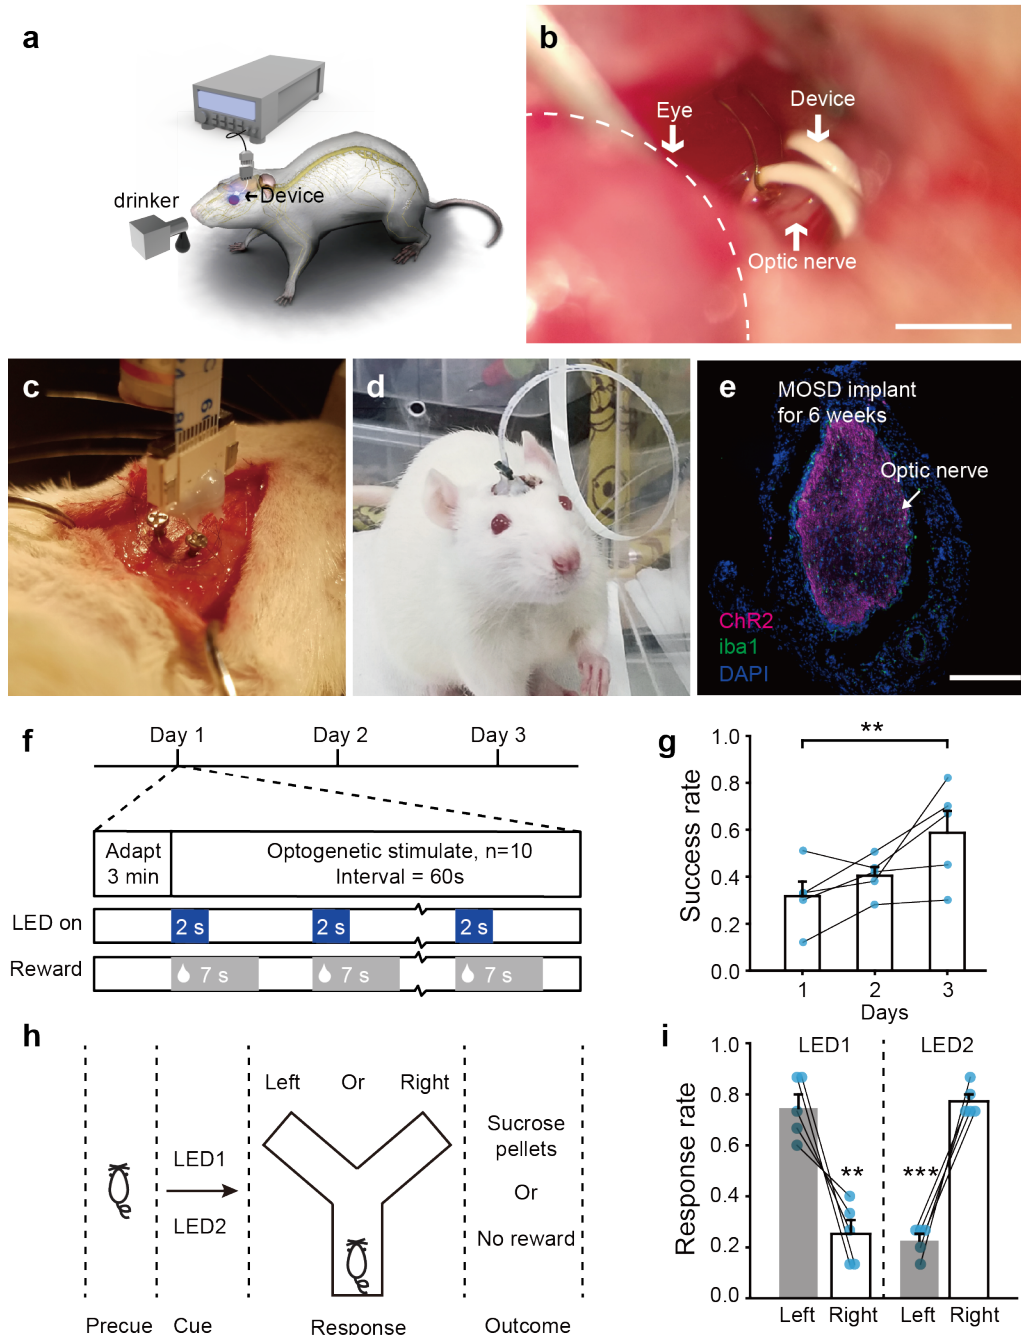 a
drinker
Device
b
Eye
Device
Optic nerve
c
d
e
MOSD implant
for 6 weeks
Optic nerve
ChR2
iba1
DAPI
f
Day 1
Day 2
Day 3
Adapt
3 min
Optogenetic stimulate, n=10
Interval = 60s
LED on
2 s
2 s
2 s
Reward
7 s
7 s
7 s
g
**
Success rate
1.0
0.8
0.6
0.4
0.2
0.0
1
2
3
Days
h
Left
Or
Right
LED1
LED2
Sucrose
pellets
Or
No reward
Precue
Cue
Response
Outcome
i
LED1
LED2
Response rate
1.0
0.8
0.6
0.4
0.2
0.0
**
***
Left
Right
Left
Right